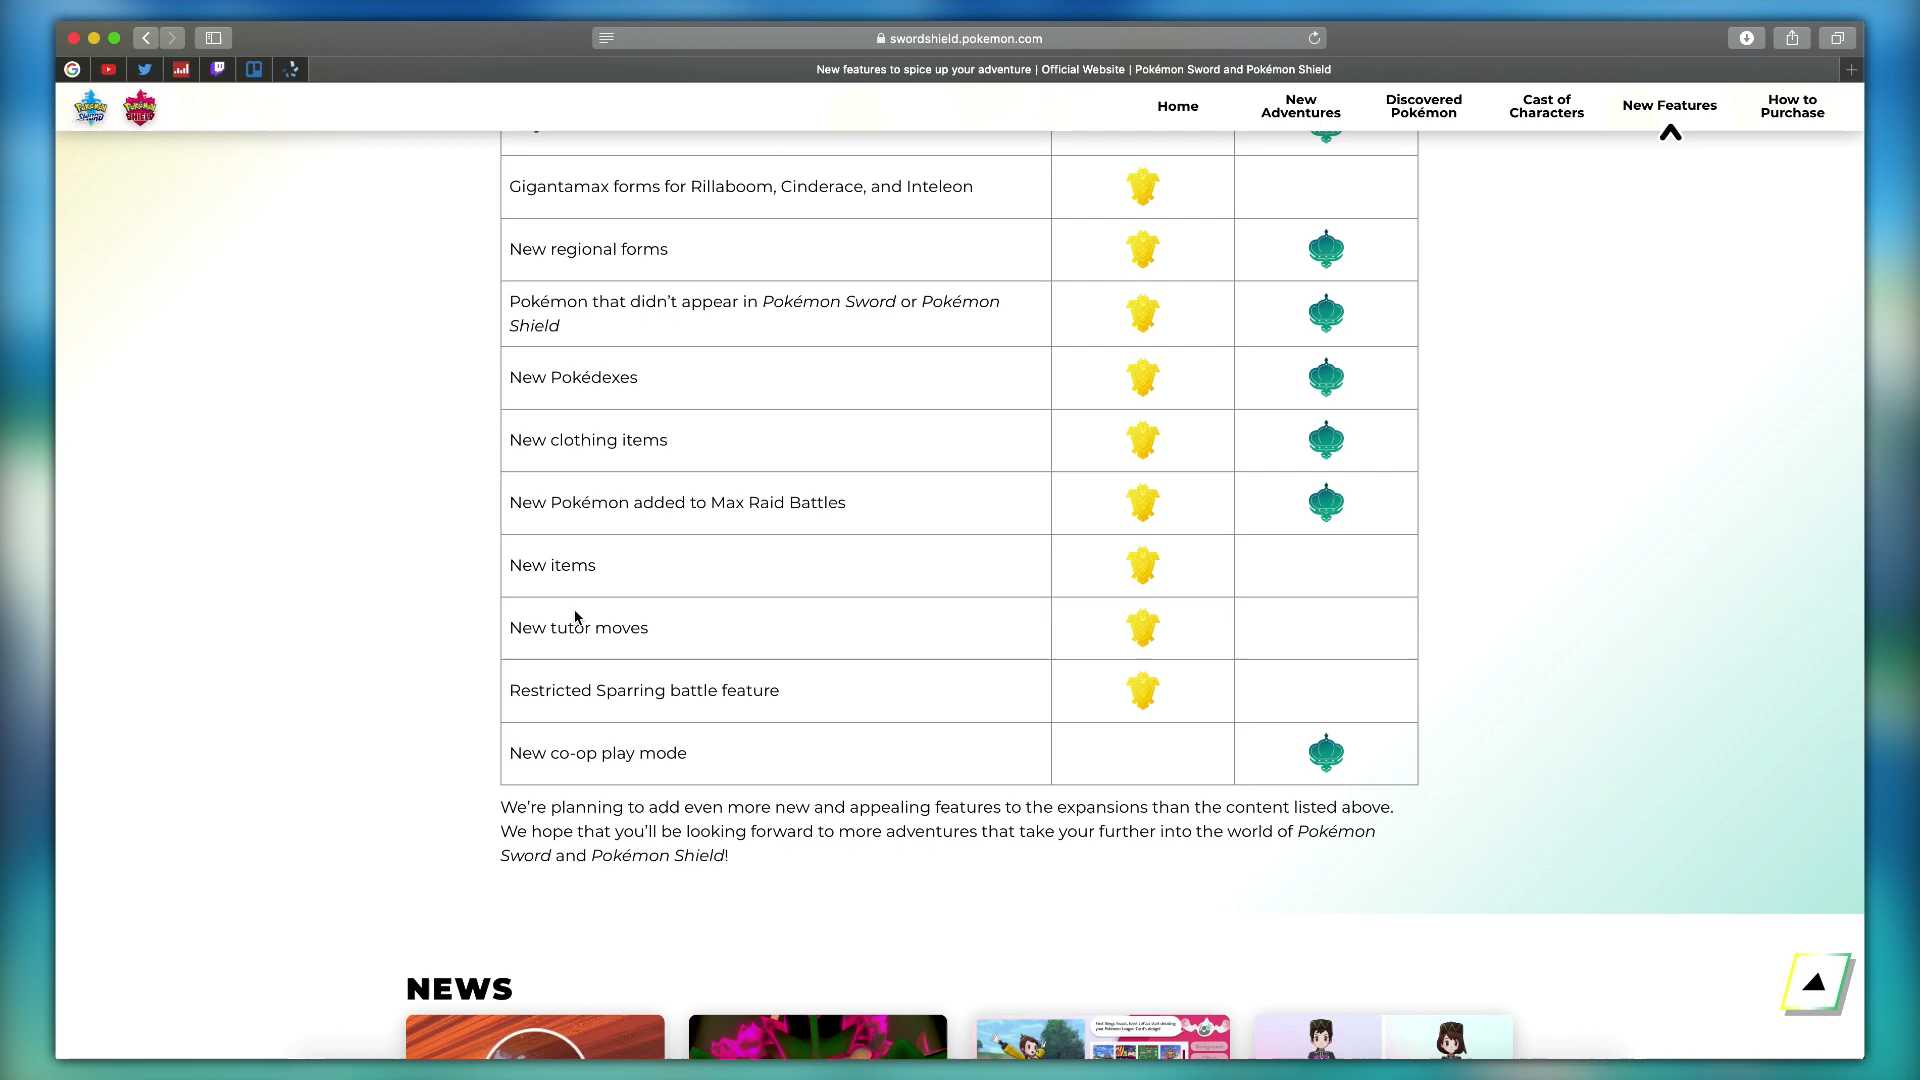 swordshield.pokemon.com
New features to spice up your adventure | Official Website | Pokémon Sword and Pokémon Shield
Home
New
Adventures
Discovered
Pokémon
Cast of
Characters
New Features
How to
Purchase
Gigantamax forms for Rillaboom, Cinderace, and Inteleon
New regional forms
Pokémon that didn’t appear in Pokémon Sword or Pokémon
Shield
New Pokédexes
New clothing items
New Pokémon added to Max Raid Battles
New items
New tutor moves
Restricted Sparring battle feature
New co-op play mode
We’re planning to add even more new and appealing features to the expansions than the content listed above.
We hope that you’ll be looking forward to more adventures that take your further into the world of Pokémon
Sword and Pokémon Shield!
NEWS